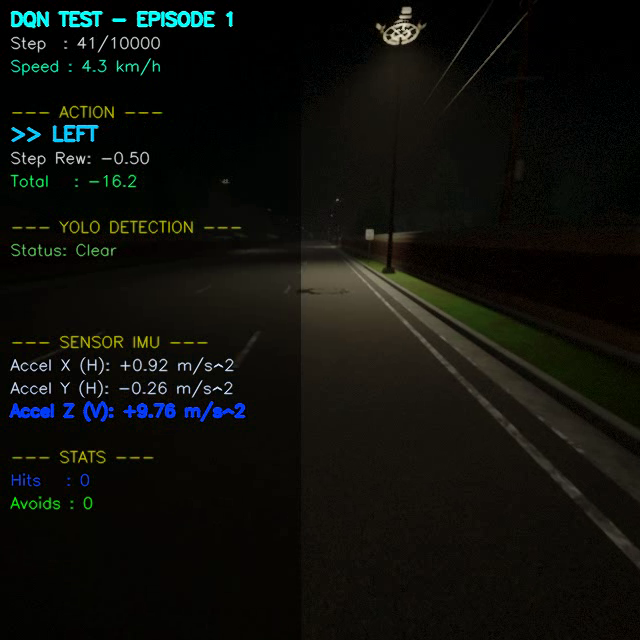 DQN TEST - EPISODE 1
Step : 41/10000
Speed : 4.3 km/h
--- ACTION ---
>> LEFT
Step Rew: -0.50
Total : -16.2
--- YOLO DETECTION ---
Status: Clear
--- SENSOR IMU ---
Accel X (H): +0.92 m/s^2
Accel Y (H): -0.26 m/s^2
Accel Z (V): +9.76 m/s^2
--- STATS ---
Hits : 0
Avoids : 0